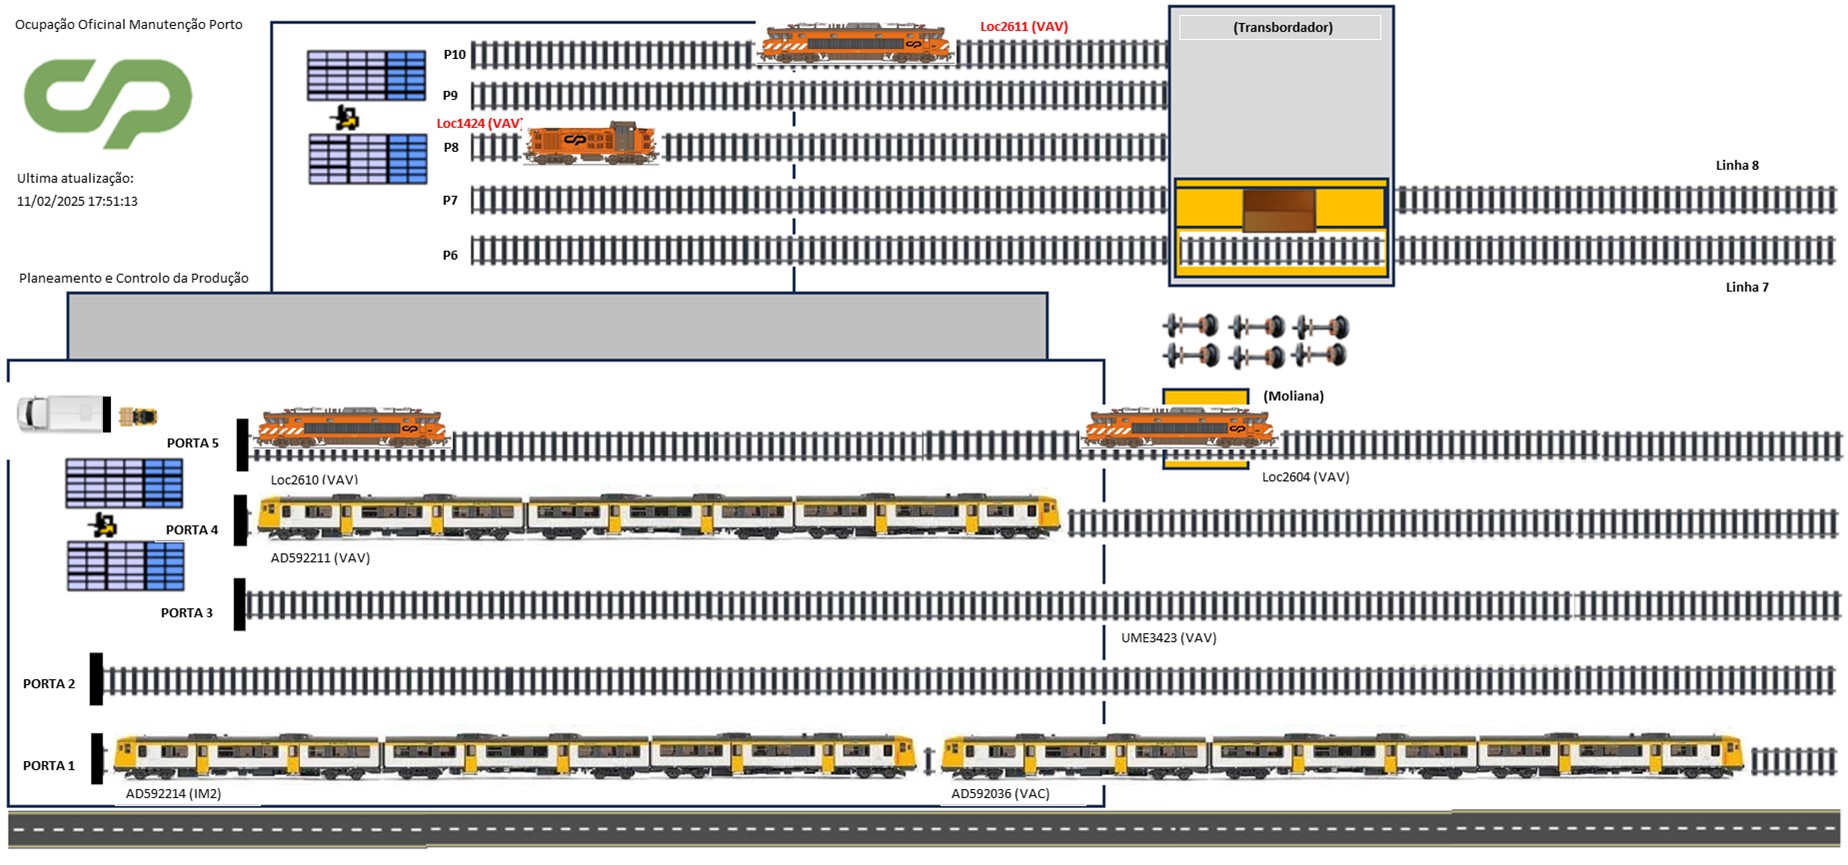 Ocupação Oficinal Manutenção Porto
Loc2611 (VAV)
(Transbordador)
P10
P9
Loc1424 (VAV)
P8
Linha 8
Ultima atualização:
11/02/2025 17:51:13
P7
P6
Planeamento e Controlo da Produção
Linha 7
(Moliana)
PORTA 5
Loc2610 (VAV)
Loc2604 (VAV)
PORTA 4
AD592211 (VAV)
PORTA 3
UME3423 (VAV)
PORTA 2
PORTA 1
AD592214 (IM2)
AD592036 (VAC)